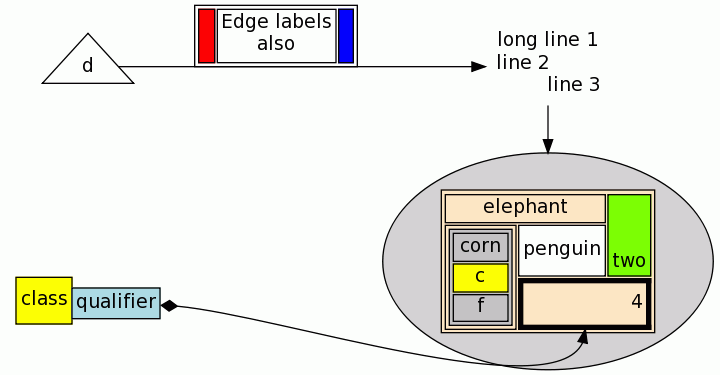 Edge labels
also
d
long line 1
line 2
line 3
elephant
two
corn
c
f
penguin
4
class
qualifier